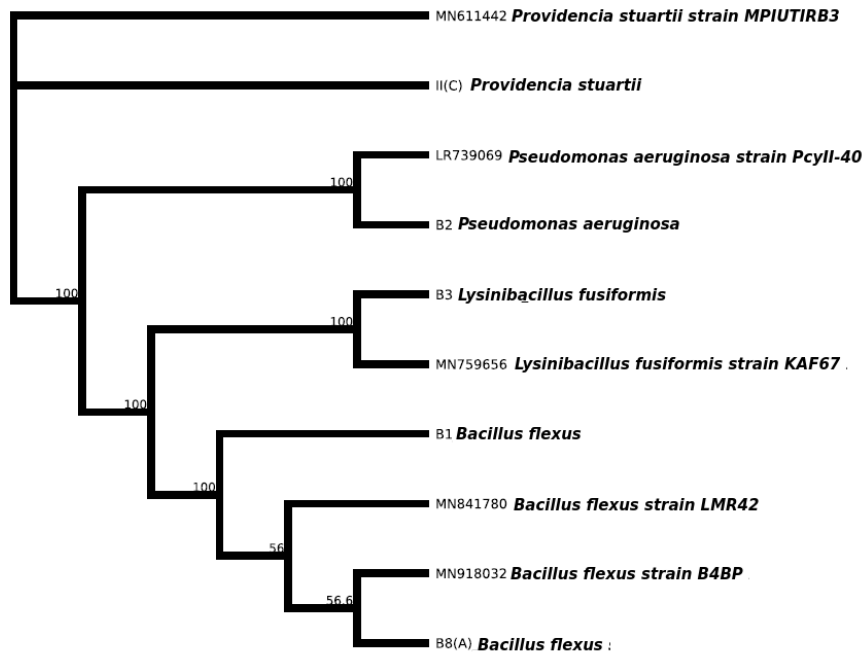 MN611442 Providencia stuartii strain MPIUTIRB3
II(C) Providencia stuartii
LR739069 Pseudomonas aeruginosa strain PcyII-40
100
B2 Pseudomonas aeruginosa
100
B3 Lysinibacillus fusiformis
100
MN759656 Lysinibacillus fusiformis strain KAF67
100
B1 Bacillus flexus
100
MN841780 Bacillus flexus strain LMR42
56
MN918032 Bacillus flexus strain B4BP
56.6
B8(A) Bacillus flexus